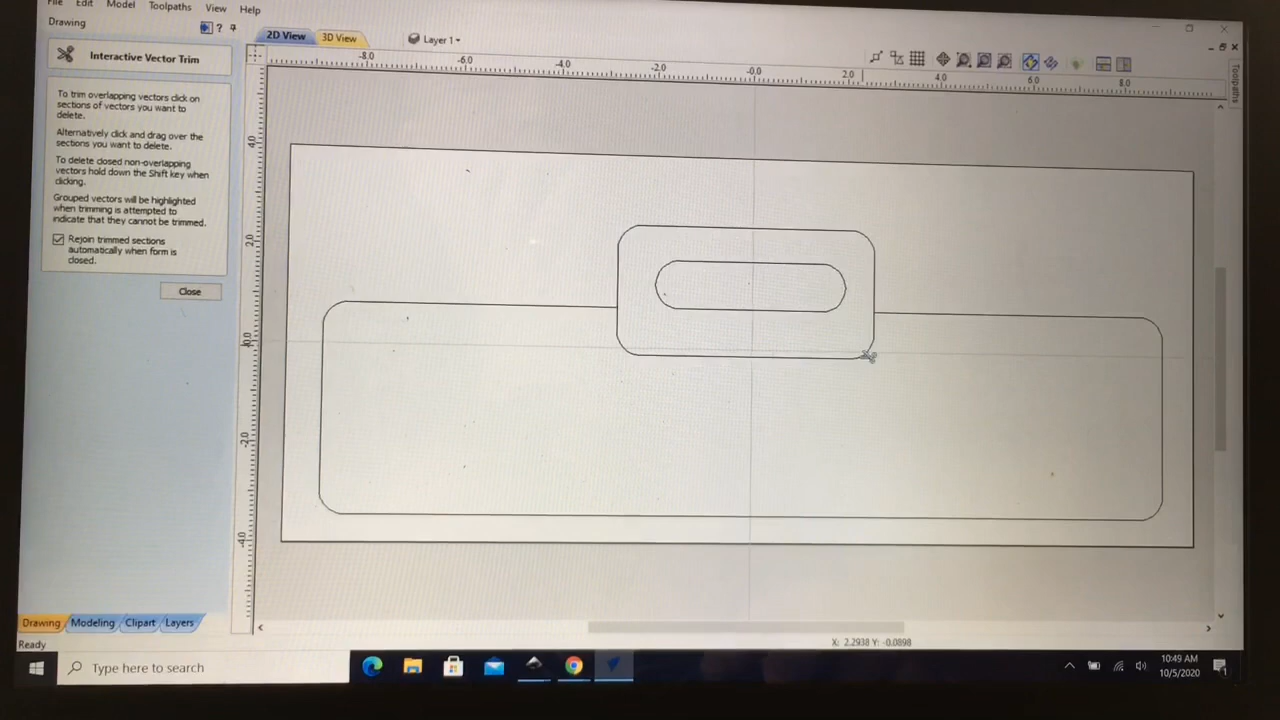 File Edit Model Toolpaths View Help
Drawing
?
2D View 3D View Layer 1
Interactive Vector Trim
-8.0 -6.0 -4.0 -2.0 -0.0 2.0 4.0 6.0 8.0
Toolpaths
To trim overlapping vectors click on
sections of vectors you want to
delete.
Alternatively click and drag over the
sections you want to delete.
To delete closed non-overlapping
vectors hold down the Shift key when
clicking.
Grouped vectors will be highlighted
when trimming is attempted to
indicate that they cannot be trimmed.
Rejoin trimmed sections
automatically when form is
closed.
Close
4.0
2.0
0.0
-2.0
-4.0
Drawing Modeling Clipart Layers
Ready
X: 2.2938 Y: -0.0898
Type here to search
10:49 AM
10/5/2020
1